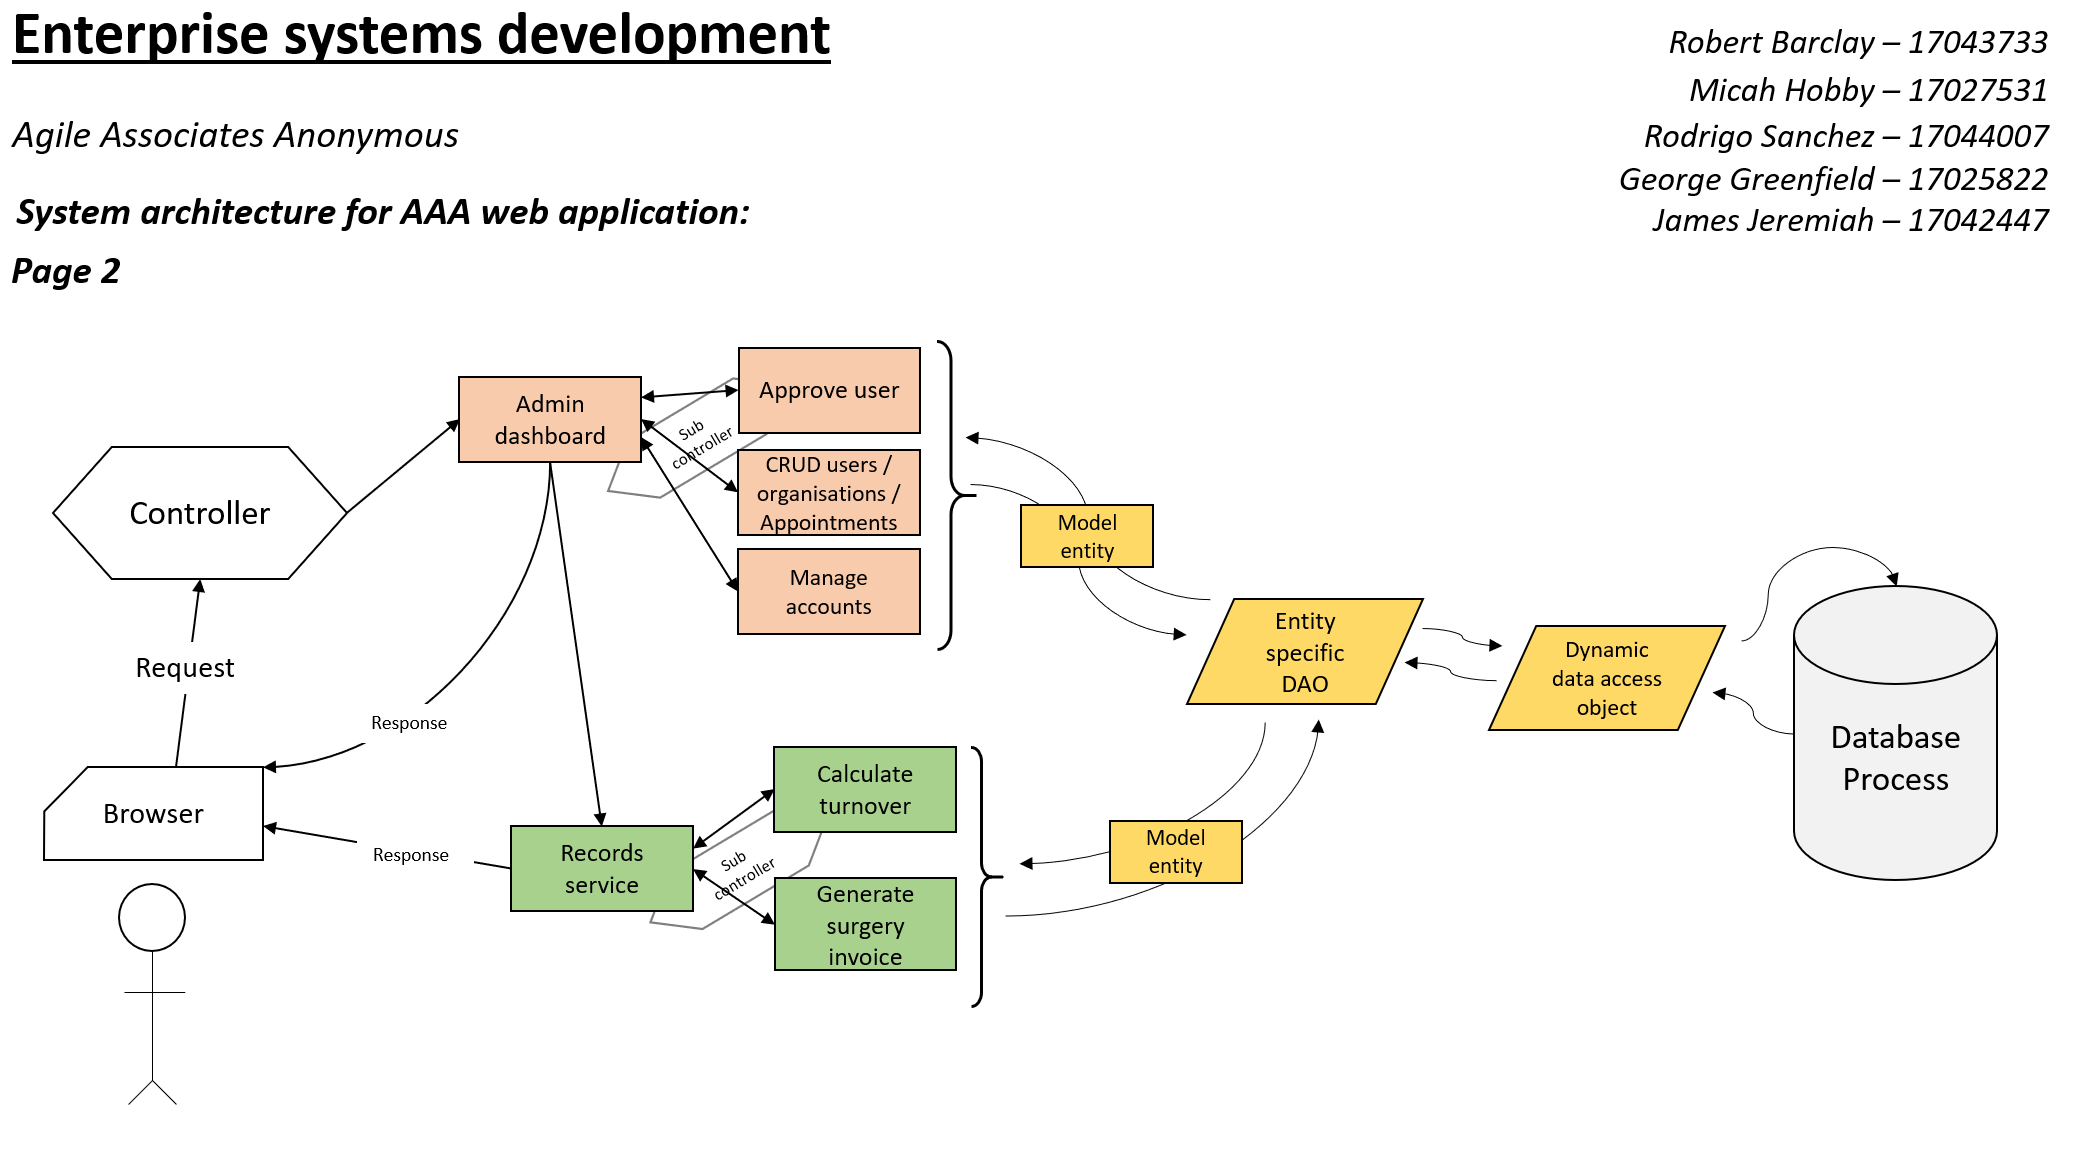 Enterprise systems development
Agile Associates Anonymous
System architecture for AAA web application:
Page 2
Robert Barclay – 17043733
Micah Hobby – 17027531
Rodrigo Sanchez – 17044007
George Greenfield – 17025822
James Jeremiah – 17042447
Controller
Request
Browser
Response
Response
Admin
dashboard
Sub
controller
Approve user
CRUD users /
organisations /
Appointments
Manage
accounts
Records
service
Sub
controller
Calculate
turnover
Generate
surgery
invoice
Model
entity
Model
entity
Entity
specific
DAO
Dynamic
data access
object
Database
Process